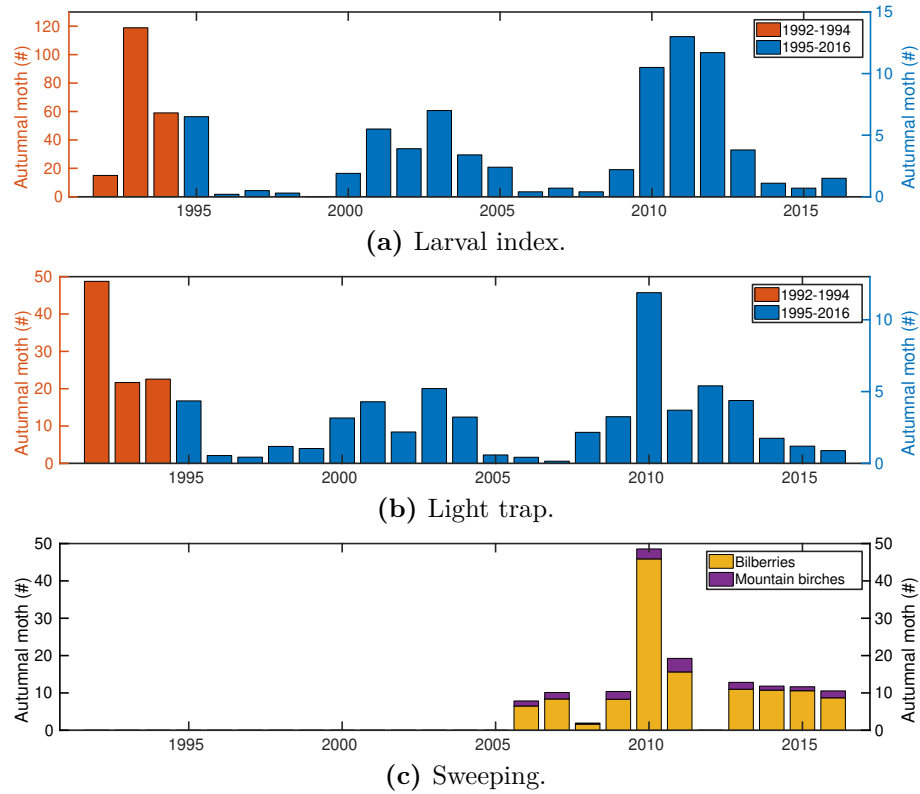 Autumnal moth (#)
120
100
80
60
40
20
0
1992-1994
1995-2016
15
10
5
0
Autumnal moth (#)
1995 2000 2005 2010 2015
(a) Larval index.
Autumnal moth (#)
50
40
30
20
10
0
1992-1994
1995-2016
10
5
0
Autumnal moth (#)
1995 2000 2005 2010 2015
(b) Light trap.
Autumnal moth (#)
50
40
30
20
10
0
Bilberries
Mountain birches
50
40
30
20
10
0
Autumnal moth (#)
1995 2000 2005 2010 2015
(c) Sweeping.